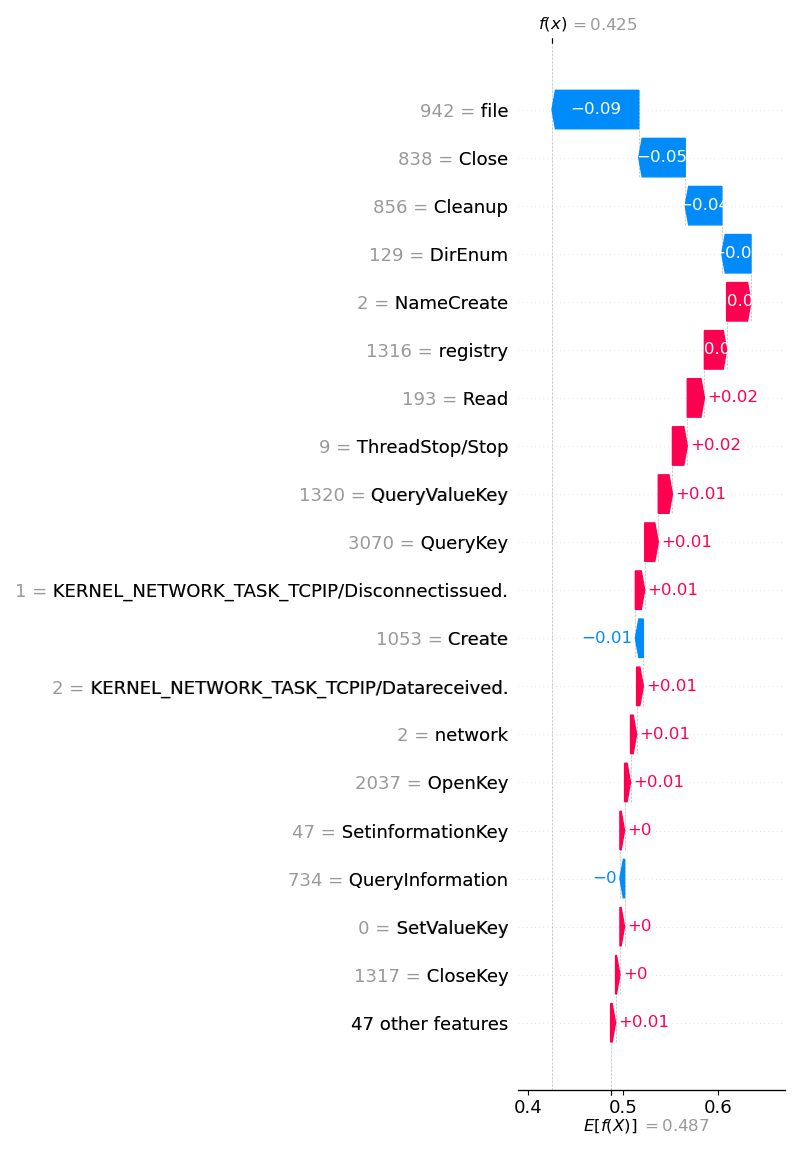 f(x) = 0.425
942 = file −0.09
838 = Close −0.05
856 = Cleanup −0.04
129 = DirEnum
2 = NameCreate
1316 = registry
193 = Read +0.02
9 = ThreadStop/Stop +0.02
1320 = QueryValueKey +0.01
3070 = QueryKey +0.01
1 = KERNEL_NETWORK_TASK_TCPIP/Disconnectissued. +0.01
1053 = Create −0.01
2 = KERNEL_NETWORK_TASK_TCPIP/Datareceived. +0.01
2 = network +0.01
2037 = OpenKey +0.01
47 = SetinformationKey +0
734 = QueryInformation −0
0 = SetValueKey +0
1317 = CloseKey +0
47 other features +0.01
0.4 0.5 0.6
E[f(X)] = 0.487